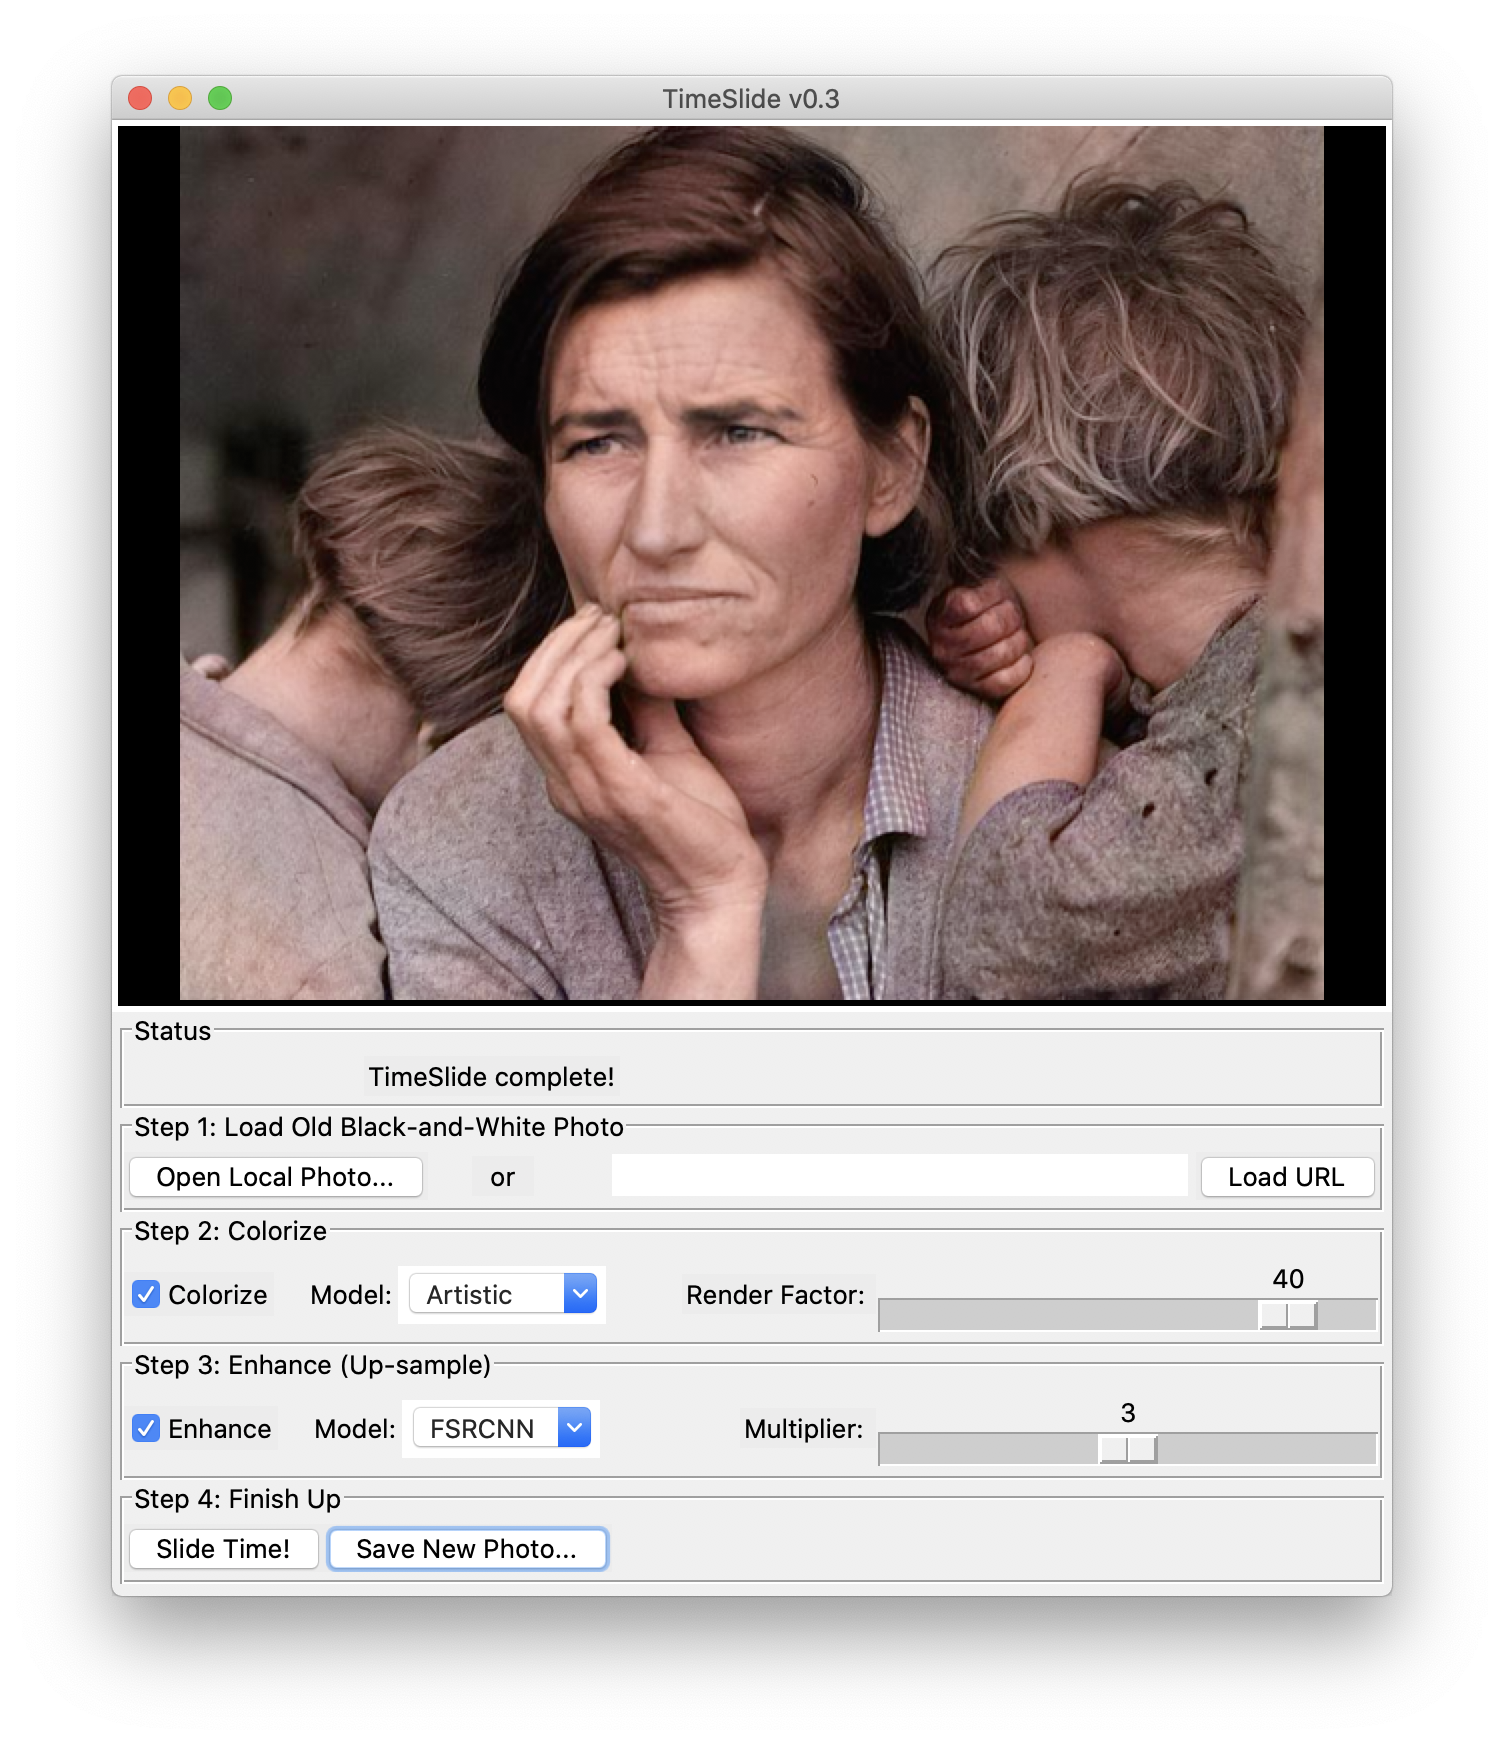 TimeSlide v0.3
Status
TimeSlide complete!
Step 1: Load Old Black-and-White Photo
Open Local Photo... or Load URL
Step 2: Colorize
Colorize Model: Artistic Render Factor: 40
Step 3: Enhance (Up-sample)
Enhance Model: FSRCNN Multiplier: 3
Step 4: Finish Up
Slide Time! Save New Photo...